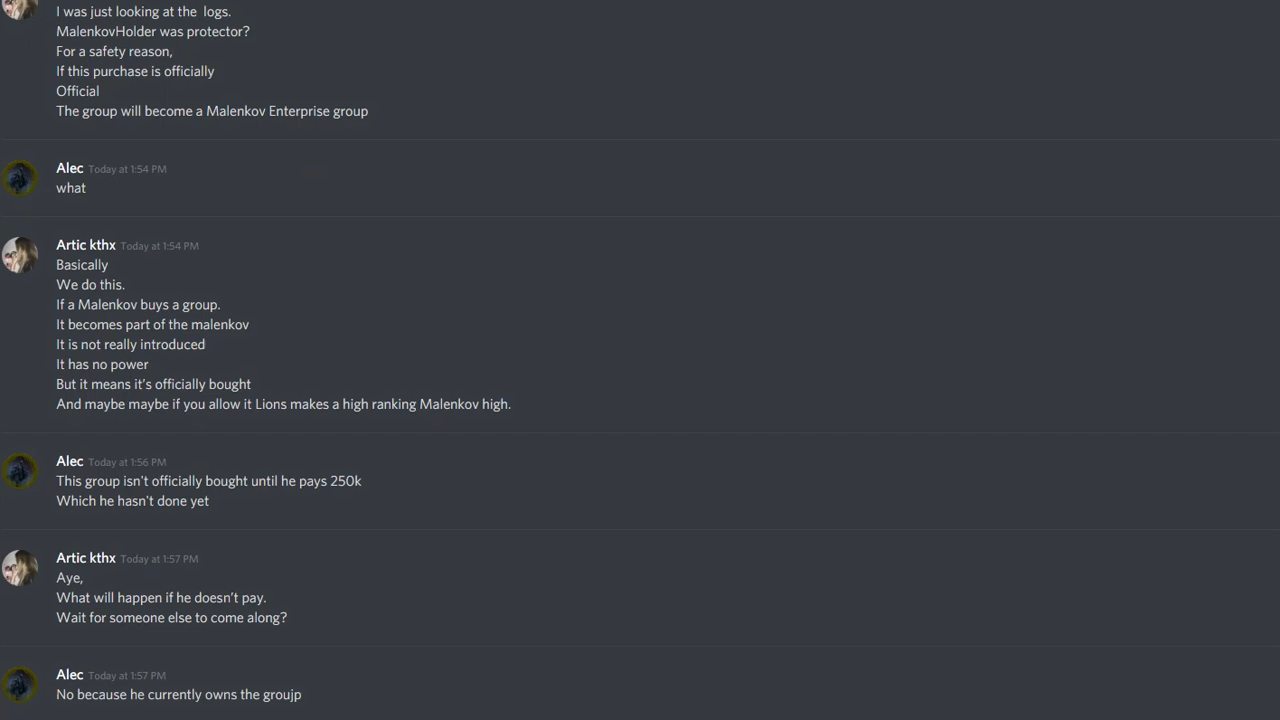 I was just looking at the  logs.
MalenkovHolder was protector?
For a safety reason,
If this purchase is officially
Official
The group will become a Malenkov Enterprise group
Alec Today at 1:54 PM
what
Artic kthx Today at 1:54 PM
Basically
We do this.
If a Malenkov buys a group.
It becomes part of the malenkov
It is not really introduced
It has no power
But it means it’s officially bought
And maybe maybe if you allow it Lions makes a high ranking Malenkov high.
Alec Today at 1:56 PM
This group isn't officially bought until he pays 250k
Which he hasn't done yet
Artic kthx Today at 1:57 PM
Aye,
What will happen if he doesn’t pay.
Wait for someone else to come along?
Alec Today at 1:57 PM
No because he currently owns the groujp